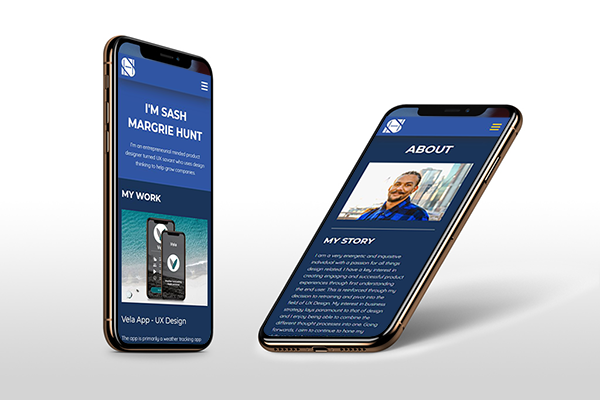 I'M SASH
MARGRIE HUNT
I'm an entrepreneurial minded product
designer turned UX savant who uses design
thinking to help grow companies.
MY WORK
Vela App - UX Design
The app is primarily a weather tracking app
ABOUT
MY STORY
I am a very energetic and inquisitive
individual with a passion for all things
design related. I have a key interest in
creating engaging and successful product
experiences through first understanding
the end user. This is reinforced through my
decision to retraining and pivot into the
field of UX Design. My interest in business
strategy lays paramount to that of design
and I enjoy being able to combine the
different thought processes into one. Going
forwards, I aim to continue to hone my